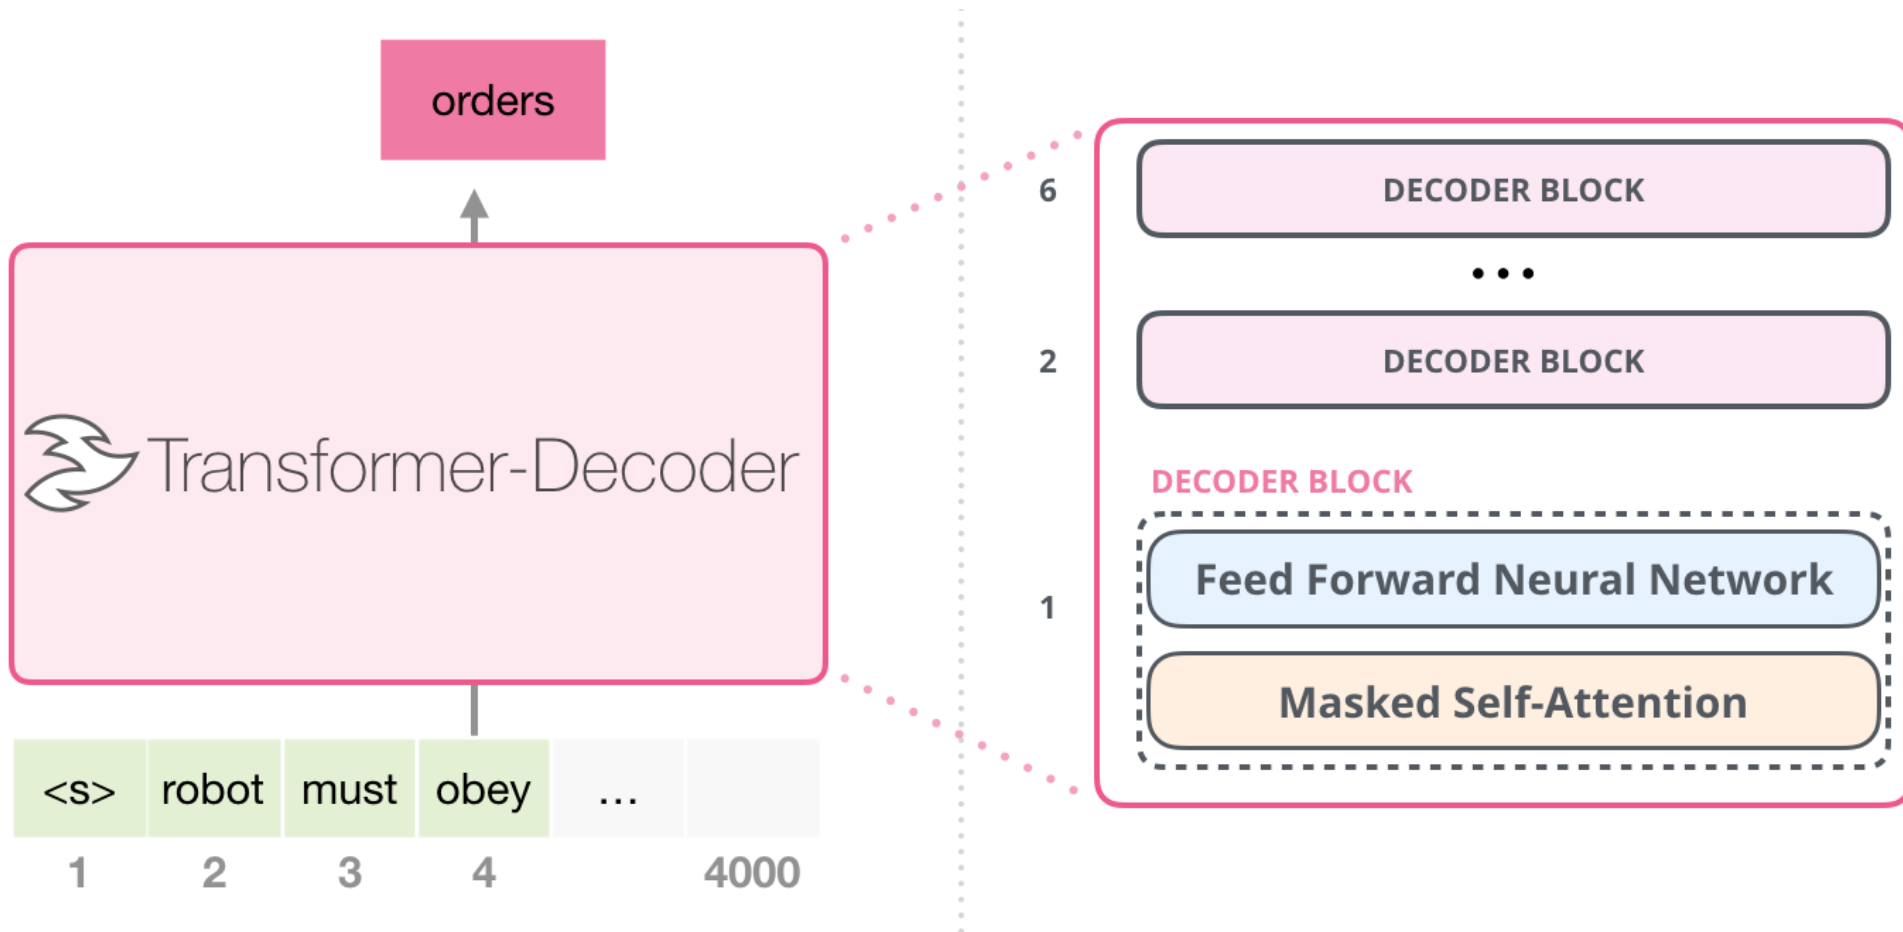 orders
Transformer-Decoder
<s> robot must obey ...
1 2 3 4 4000
6 DECODER BLOCK
...
2 DECODER BLOCK
DECODER BLOCK
Feed Forward Neural Network
1
Masked Self-Attention